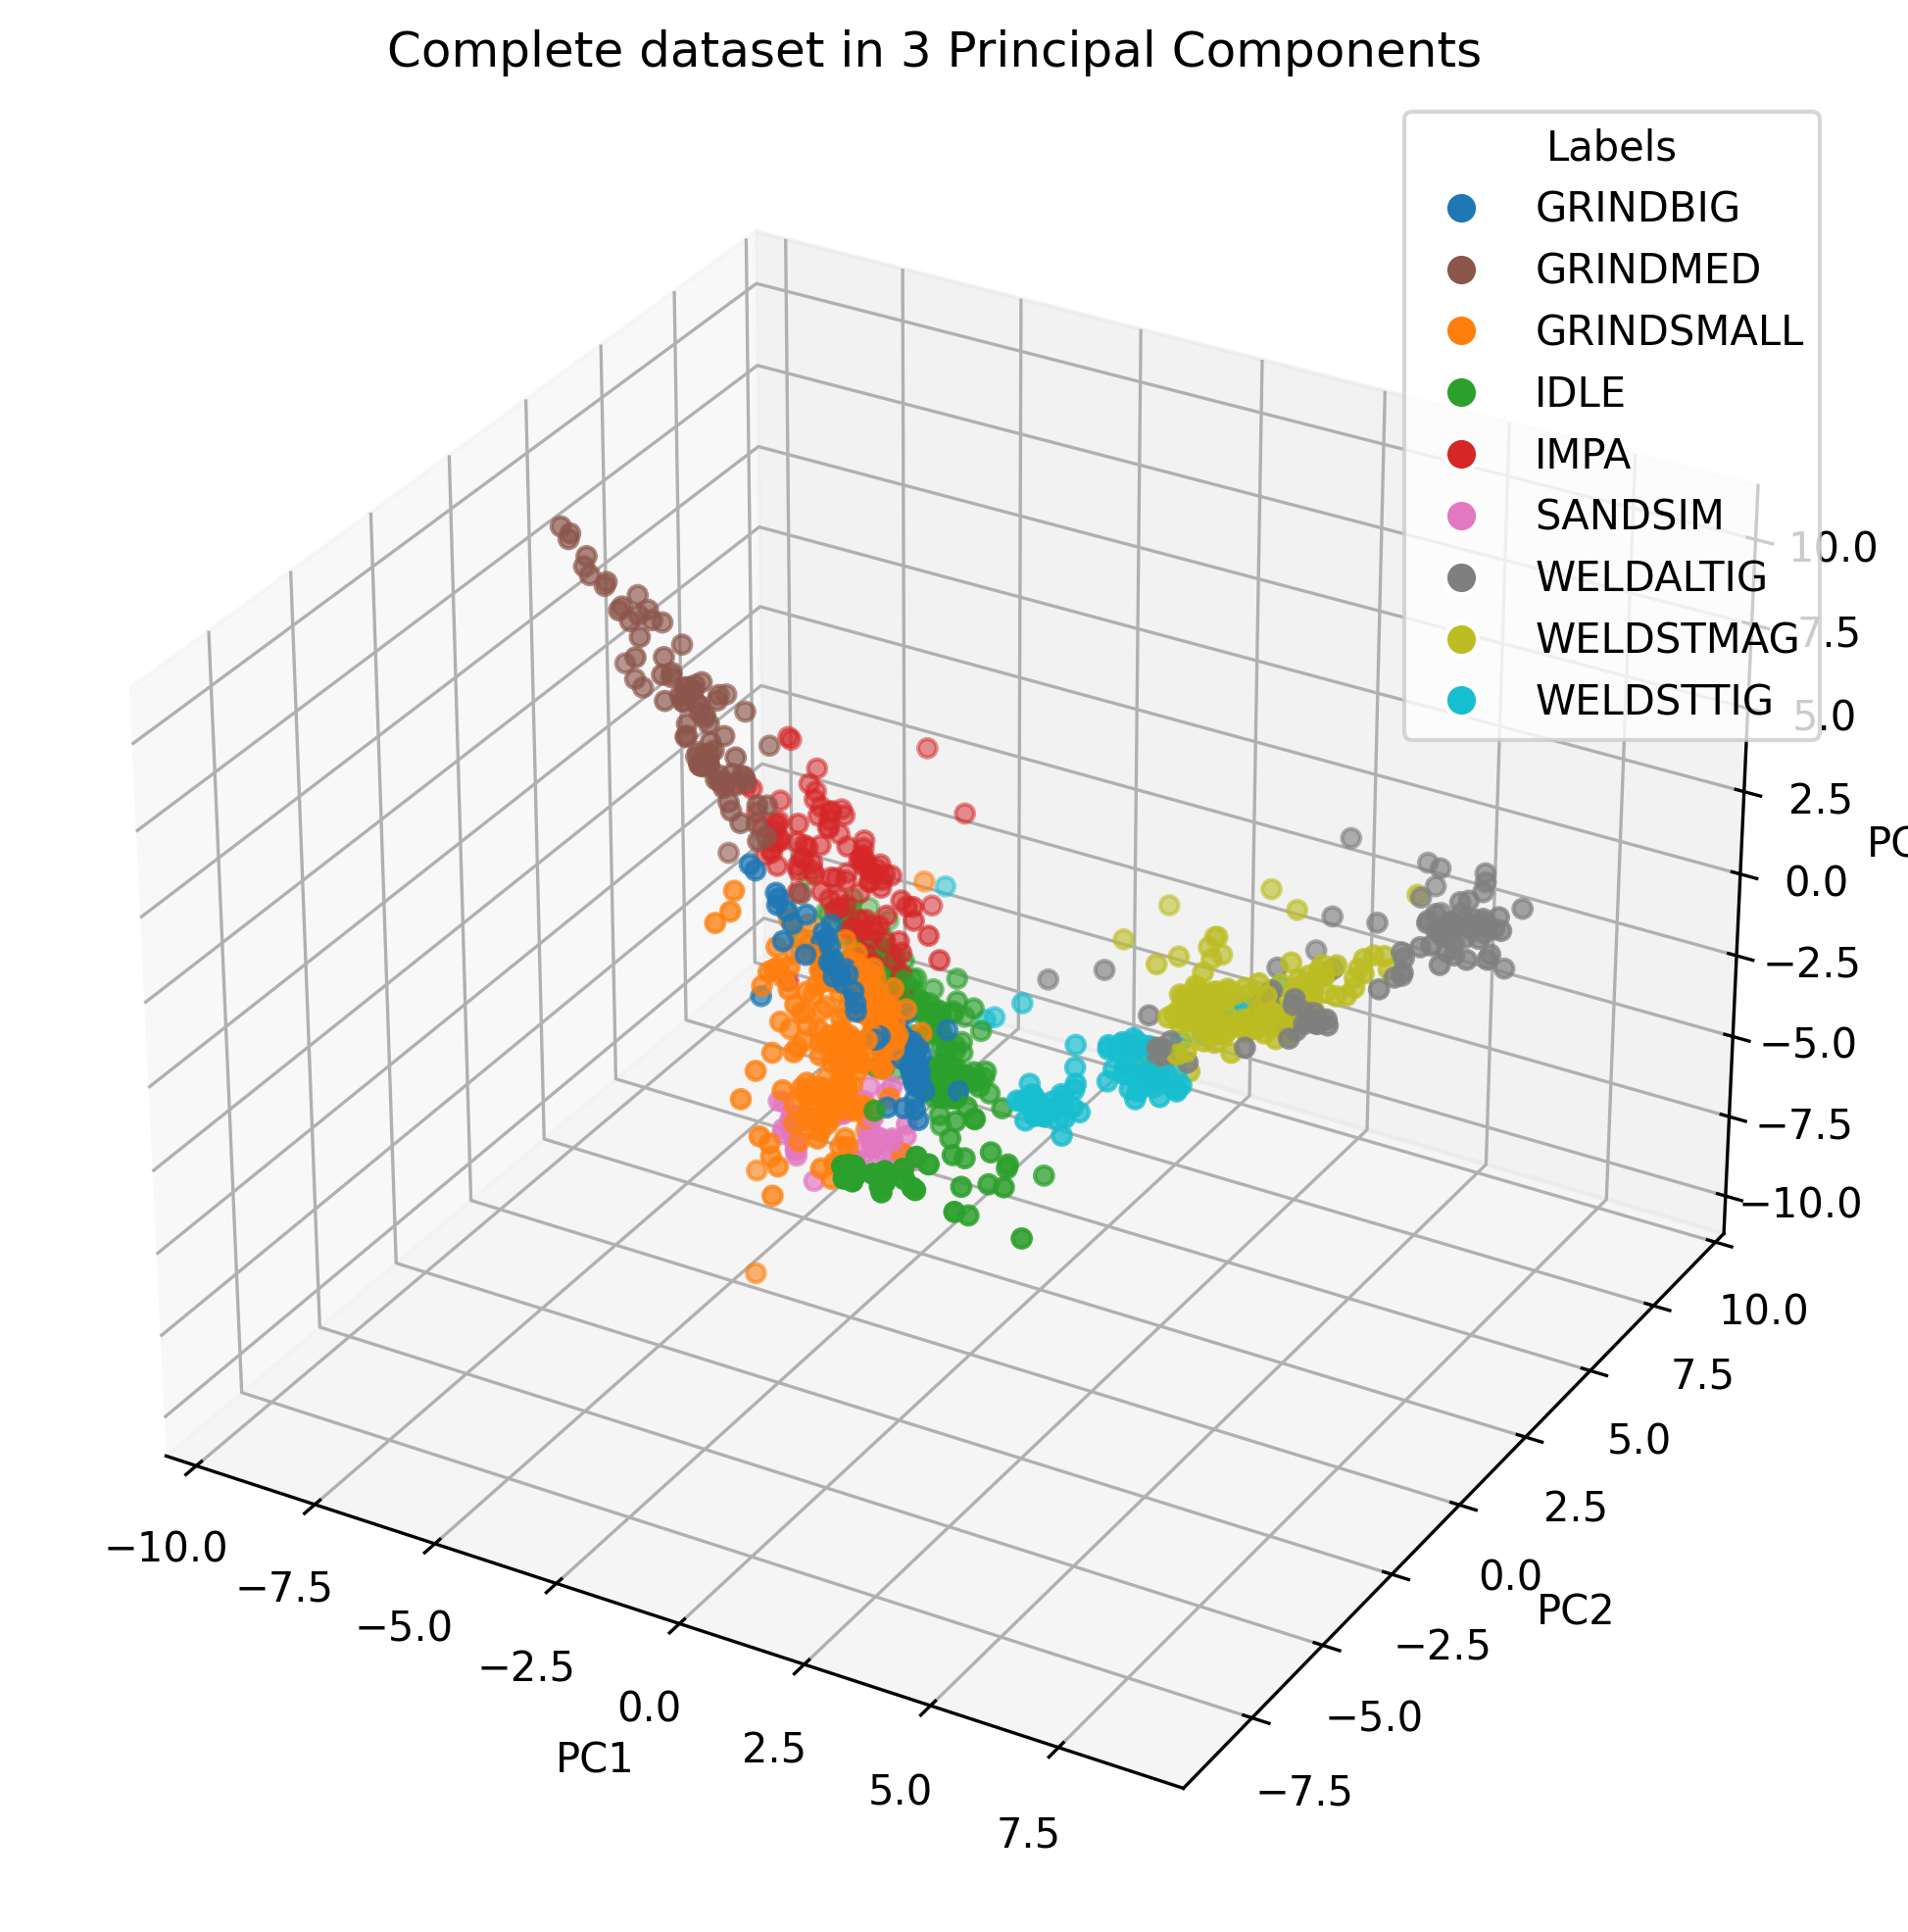 Complete dataset in 3 Principal Components
Labels
GRINDBIG
GRINDMED
GRINDSMALL
IDLE
IMPA
SANDSIM
WELDALTIG
WELDSTMAG
WELDSTTIG
10.0
7.5
5.0
2.5
PC
0.0
−2.5
−5.0
−7.5
−10.0
10.0
7.5
5.0
2.5
0.0
PC2
−2.5
−5.0
−7.5
−10.0
−7.5
−5.0
−2.5
0.0
PC1
2.5
5.0
7.5